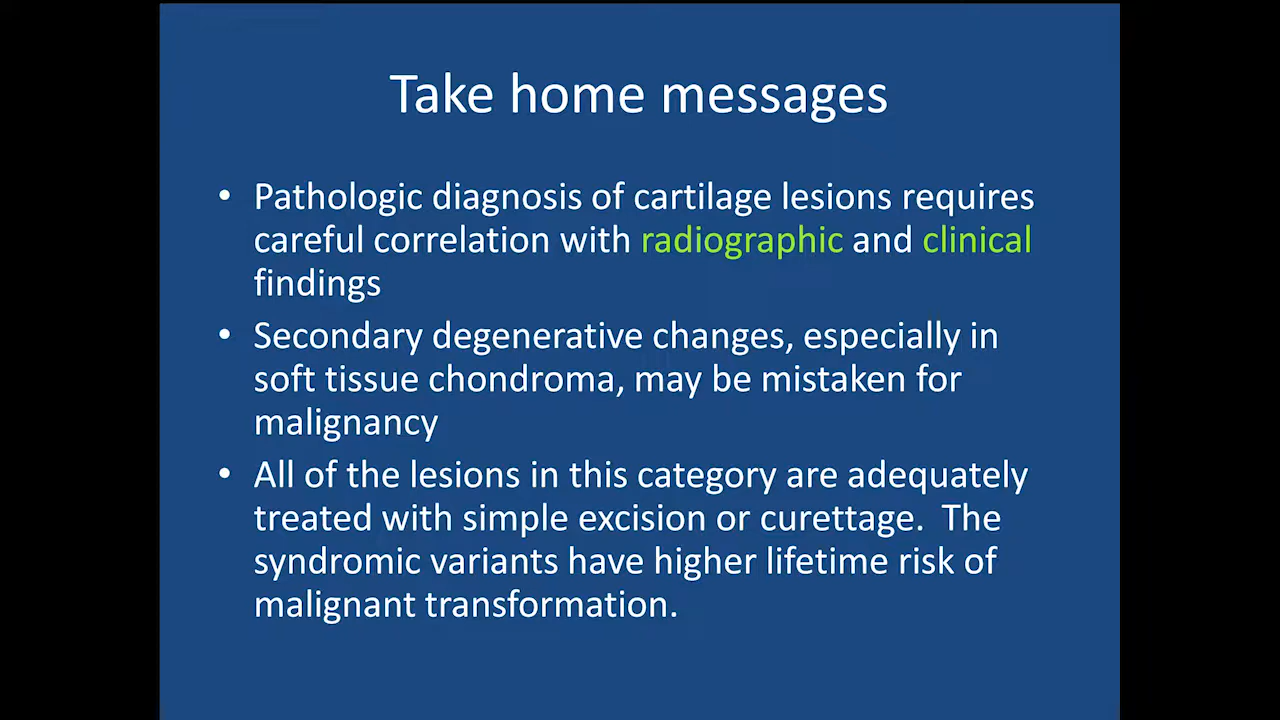 Take home messages
• Pathologic diagnosis of cartilage lesions requires
careful correlation with radiographic and clinical
findings
• Secondary degenerative changes, especially in
soft tissue chondroma, may be mistaken for
malignancy
• All of the lesions in this category are adequately
treated with simple excision or curettage.  The
syndromic variants have higher lifetime risk of
malignant transformation.